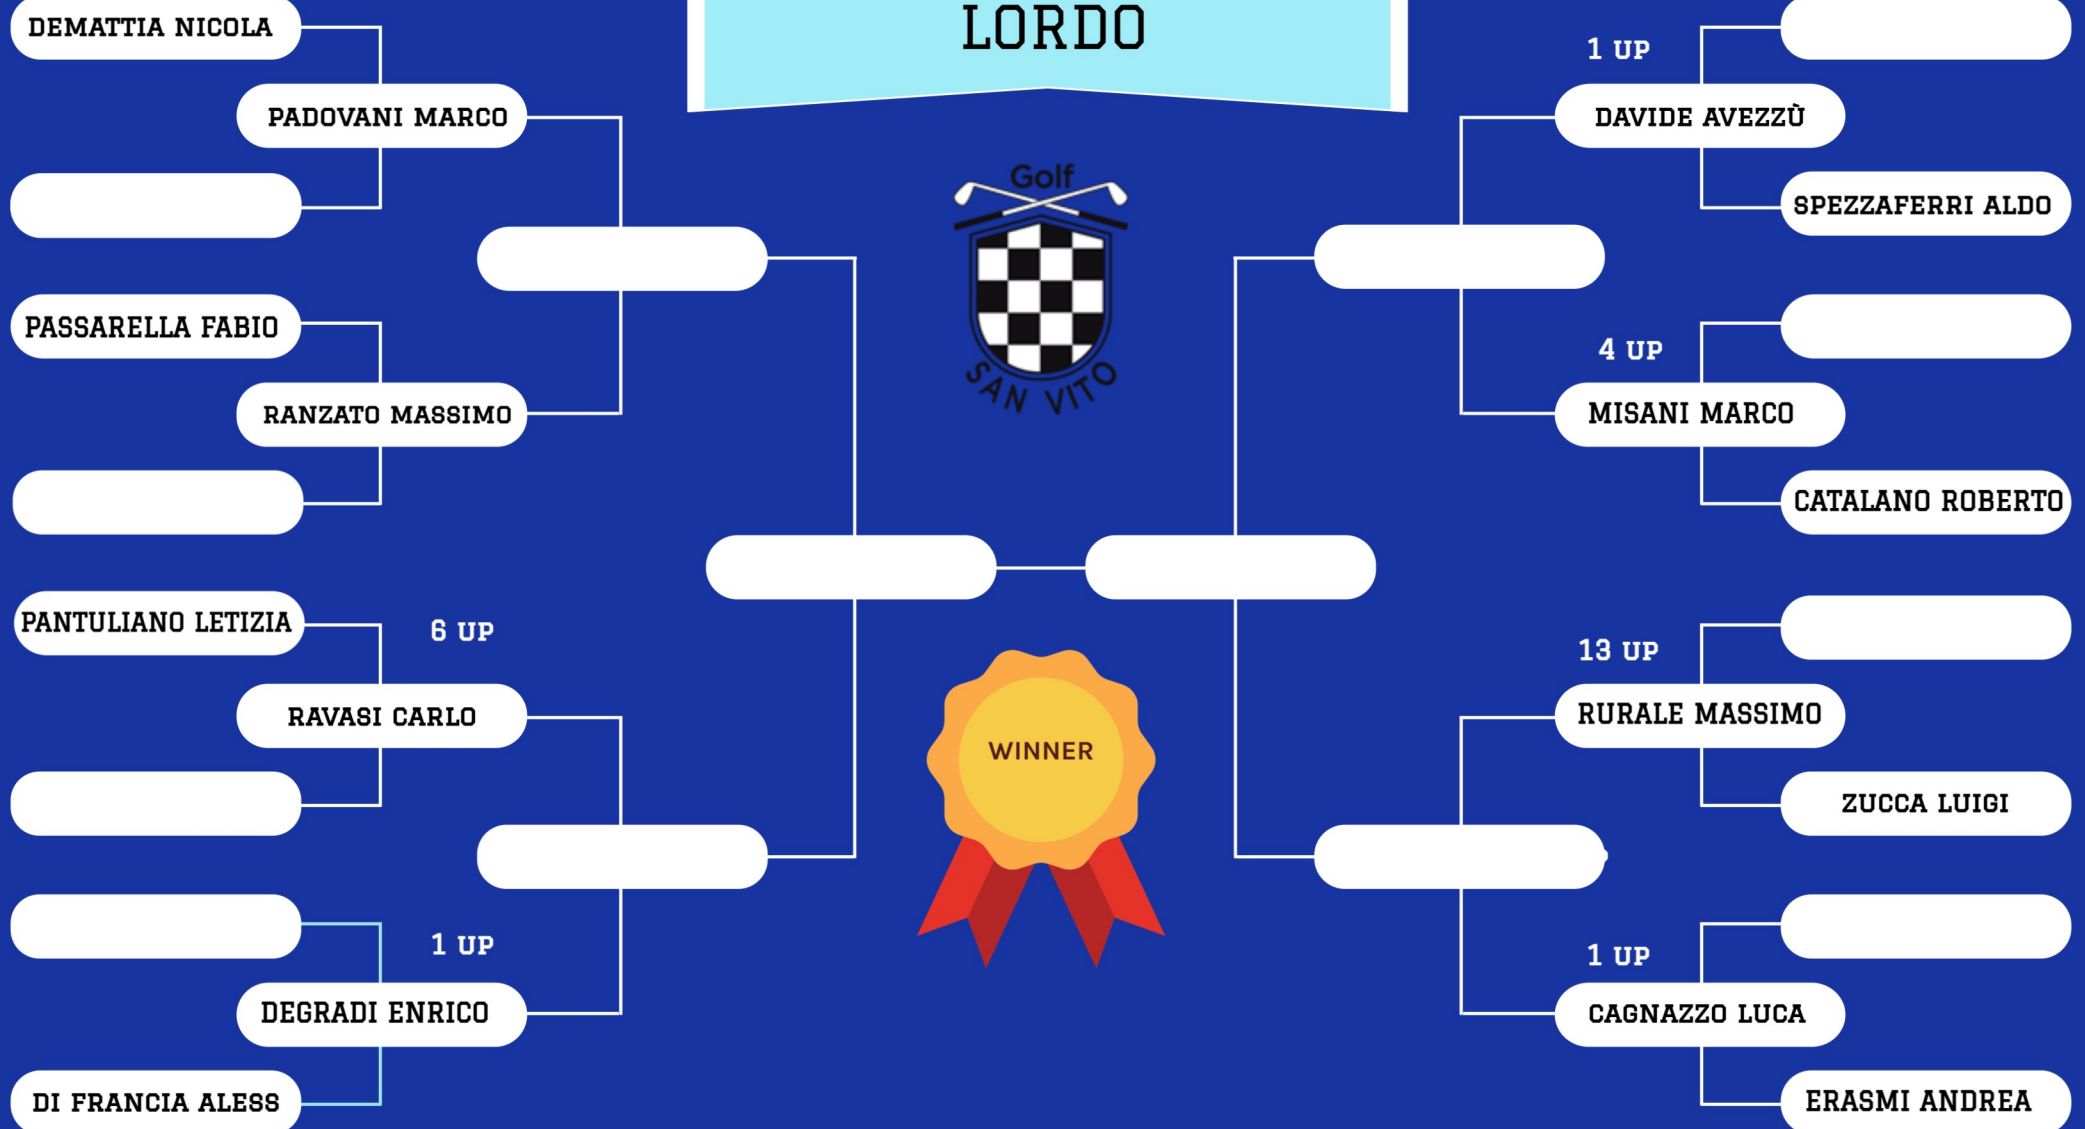 LORDO
DEMATTIA NICOLA
PADOVANI MARCO
PASSARELLA FABIO
RANZATO MASSIMO
PANTULIANO LETIZIA
6 UP
RAVASI CARLO
1 UP
DEGRADI ENRICO
DI FRANCIA ALESS
Golf
SAN VITO
WINNER
1 UP
DAVIDE AVEZZÙ
SPEZZAFERRI ALDO
4 UP
MISANI MARCO
CATALANO ROBERTO
13 UP
RURALE MASSIMO
ZUCCA LUIGI
1 UP
CAGNAZZO LUCA
ERASMI ANDREA